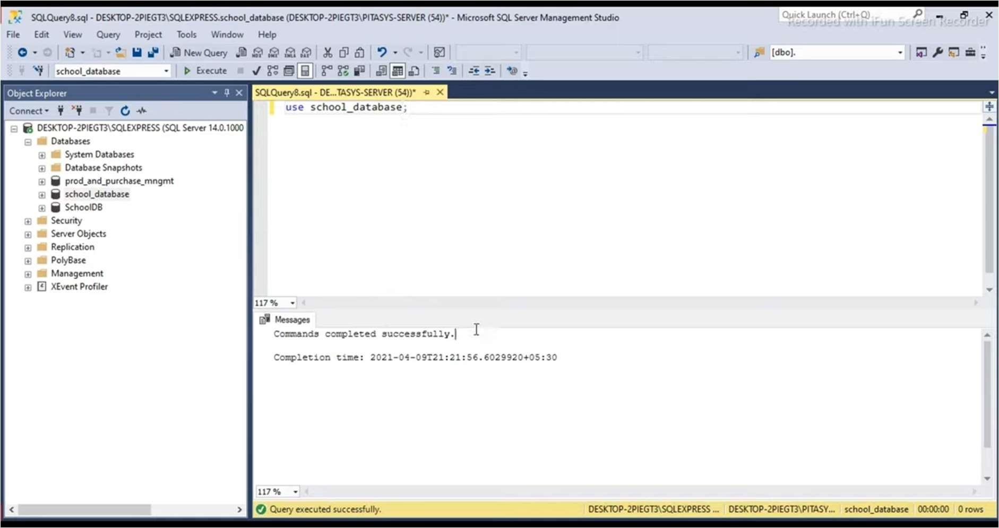 SQLQuery8.sql - DESKTOP-2PIEGT3\SQLEXPRESS.school_database (DESKTOP-2PIEGT3\PITASYS-SERVER (54))* - Microsoft SQL Server Management Studio
Quick Launch (Ctrl+Q)
Recorded with iFun Screen Recorder
File Edit View Query Project Tools Window Help
New Query MDX DMX XMLA DAX [dbo].
school_database Execute
Object Explorer
Connect
DESKTOP-2PIEGT3\SQLEXPRESS (SQL Server 14.0.1000
Databases
System Databases
Database Snapshots
prod_and_purchase_mngmt
school_database
SchoolDB
Security
Server Objects
Replication
PolyBase
Management
XEvent Profiler
SQLQuery8.sql - DE...TASYS-SERVER (54))*
use school_database;
117 %
Messages
Commands completed successfully.
Completion time: 2021-04-09T21:21:56.6029920+05:30
117 %
Query executed successfully. DESKTOP-2PIEGT3\SQLEXPRESS ... DESKTOP-2PIEGT3\PITASY... school_database 00:00:00 0 rows